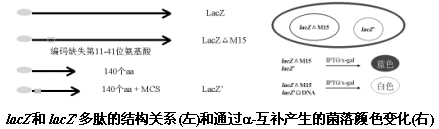 LacZ
LacZ△M15
编码缺失第11-41位氨基酸
140个aa
140个aa + MCS
LacZ'
lacZ△M15
lacZ'
lacZ△M15
lacZ'
IPTG/x-gal
蓝色
lacZ△M15
lacZ'☺DNA
IPTG/x-gal
白色
lacZ和lacZ'多肽的结构关系(左)和通过α-互补产生的菌落颜色变化(右)